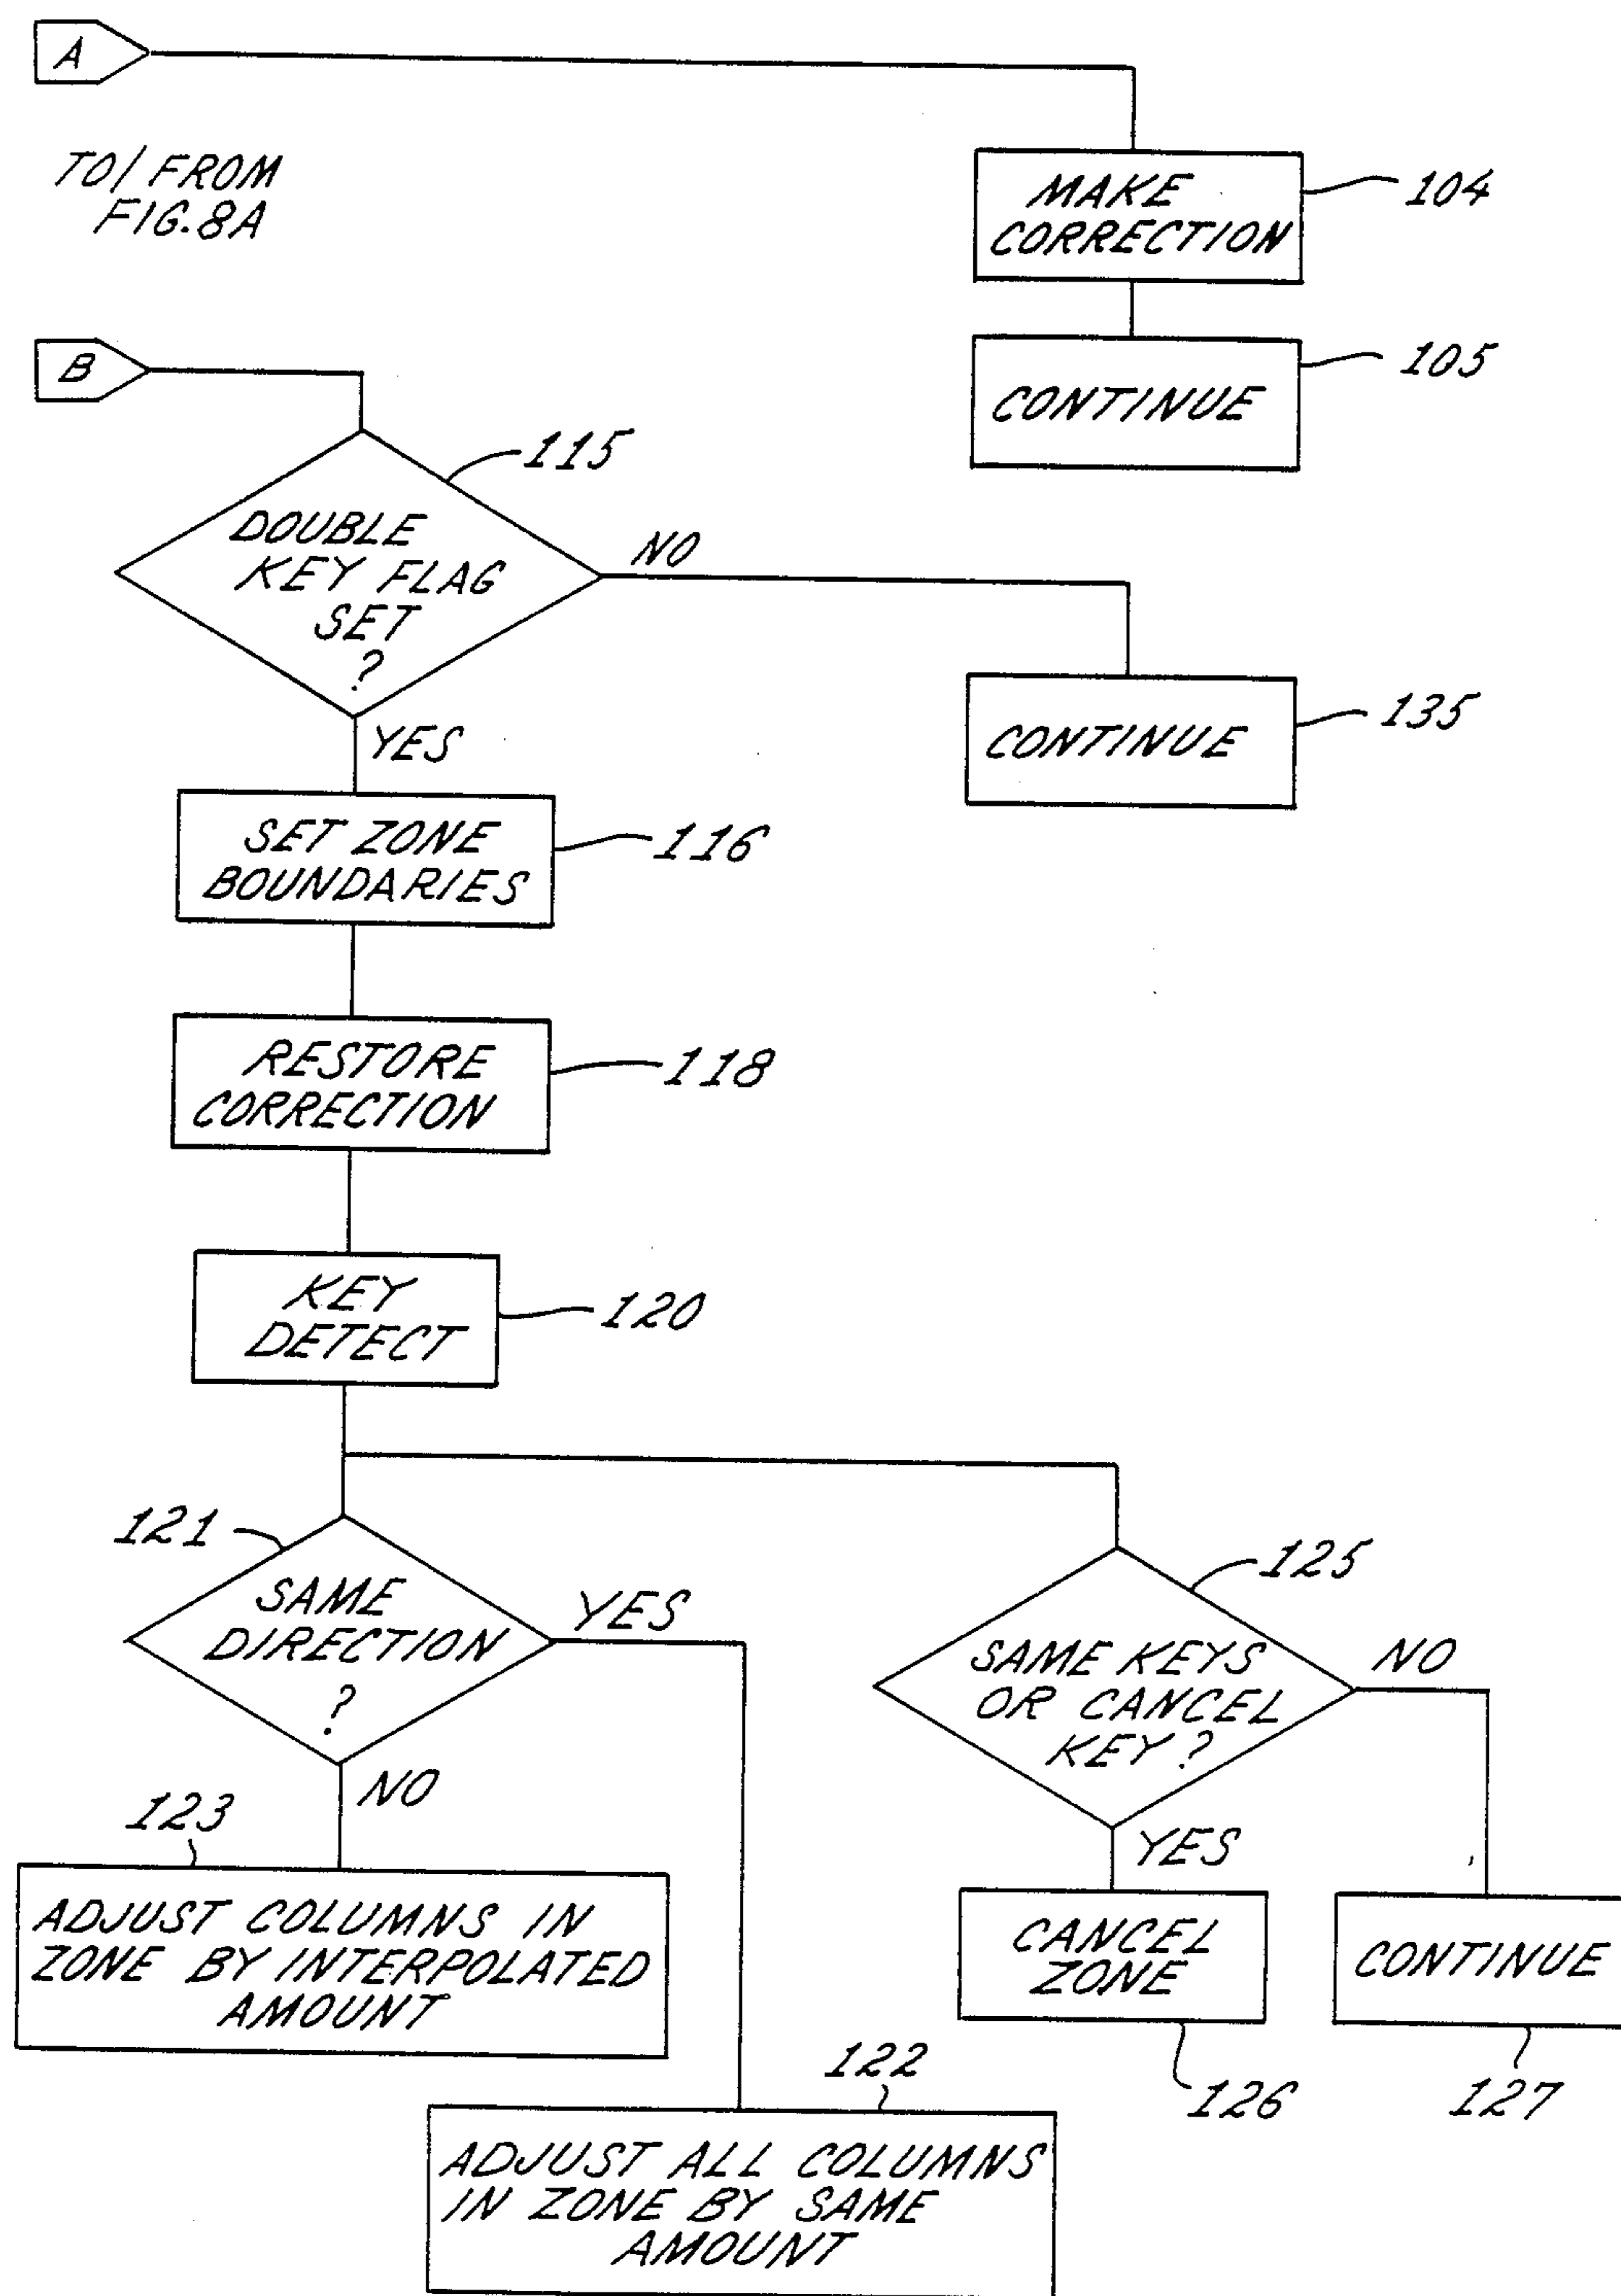 A
TO/FROM
FIG.8A
MAKE
CORRECTION
104
CONTINUE
105
B
115
DOUBLE
KEY FLAG
SET
?
NO
YES
CONTINUE
135
SET ZONE
BOUNDARIES
116
RESTORE
CORRECTION
118
KEY
DETECT
120
121
SAME
DIRECTION
?
YES
NO
125
SAME KEYS
OR CANCEL
KEY?
NO
YES
123
ADJUST COLUMNS IN
ZONE BY INTERPOLATED
AMOUNT
CANCEL
ZONE
126
CONTINUE
127
122
ADJUST ALL COLUMNS
IN ZONE BY SAME
AMOUNT